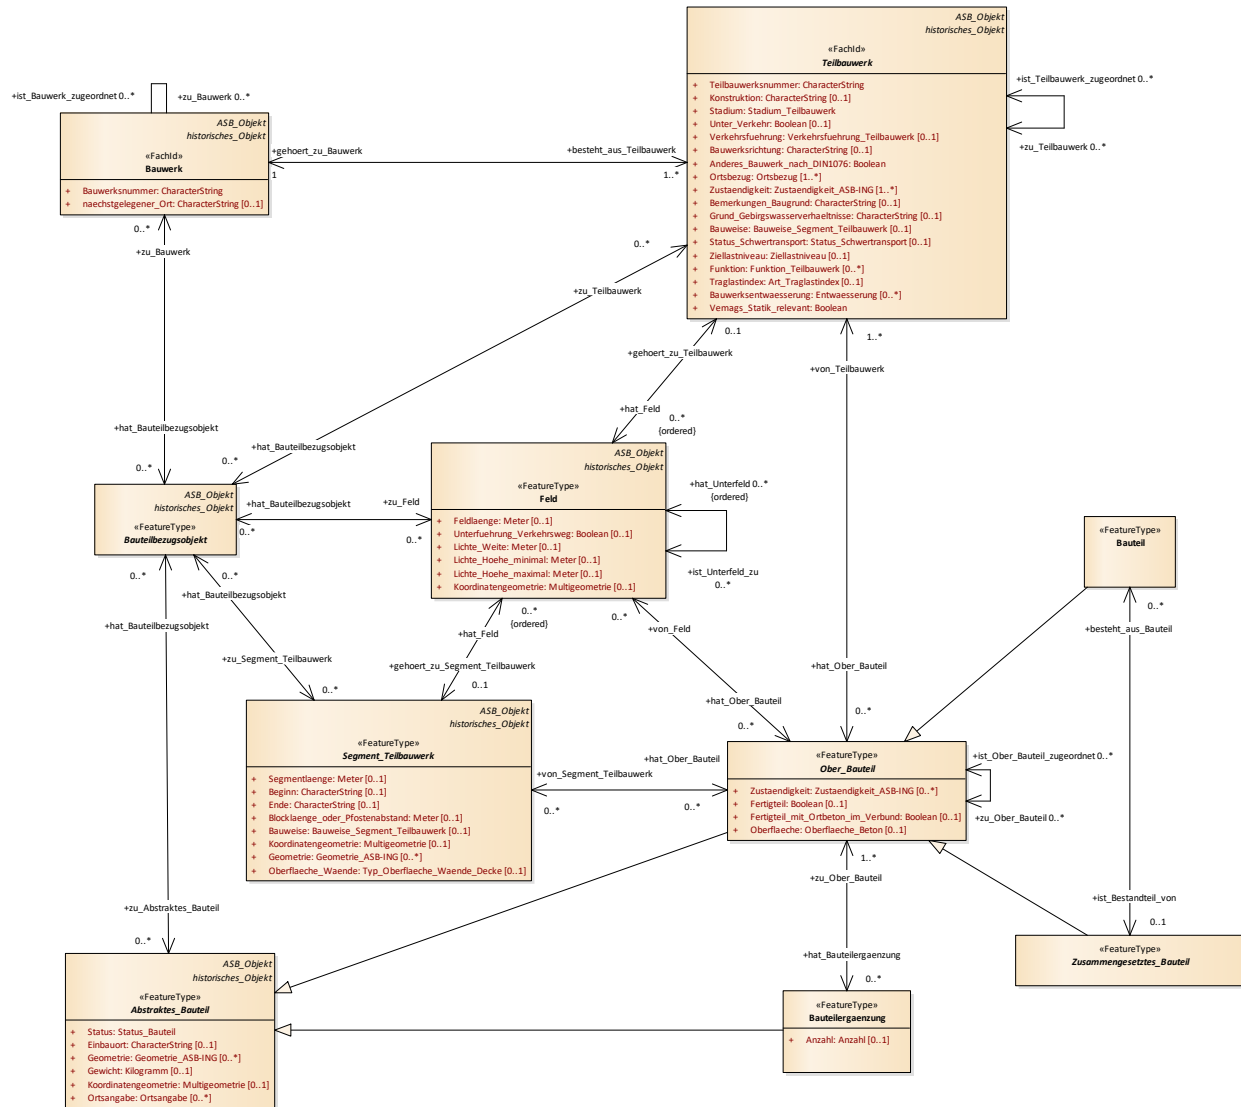 ASB_Objekt
historisches_Objekt
«FachId»
Teilbauwerk
+ Teilbauwerksnummer: CharacterString
+ Konstruktion: CharacterString [0..1]
+ Stadium: Stadium_Teilbauwerk
+ Unter_Verkehr: Boolean [0..1]
+ Verkehrsfuehrung: Verkehrsfuehrung_Teilbauwerk [0..1]
+ Bauwerksrichtung: CharacterString [0..1]
+ Anderes_Bauwerk_nach_DIN1076: Boolean
+ Ortsbezug: Ortsbezug [1..*]
+ Zustaendigkeit: Zustaendigkeit_ASB-ING [1..*]
+ Bemerkungen_Baugrund: CharacterString [0..1]
+ Grund_Gebirgswasserverhaeltnisse: CharacterString [0..1]
+ Bauweise: Bauweise_Segment_Teilbauwerk [0..1]
+ Status_Schwertransport: Status_Schwertransport [0..1]
+ Ziellastniveau: Ziellastniveau [0..1]
+ Funktion: Funktion_Teilbauwerk [0..*]
+ Traglastindex: Art_Traglastindex [0..1]
+ Bauwerksentwaesserung: Entwaesserung [0..*]
+ Vemags_Statik_relevant: Boolean
+ist_Teilbauwerk_zugeordnet 0..*
+zu_Teilbauwerk 0..*
+ist_Bauwerk_zugeordnet 0..*
+zu_Bauwerk 0..*
ASB_Objekt
historisches_Objekt
«FachId»
Bauwerk
+ Bauwerksnummer: CharacterString
+ naechstgelegener_Ort: CharacterString [0..1]
+gehoert_zu_Bauwerk
1
+besteht_aus_Teilbauwerk
1..*
0..*
+zu_Bauwerk
+hat_Bauteilbezugsobjekt
0..*
0..*
+zu_Teilbauwerk
+hat_Bauteilbezugsobjekt
0..*
0..1
+gehoert_zu_Teilbauwerk
+hat_Feld
0..*
{ordered}
1..*
+von_Teilbauwerk
+hat_Ober_Bauteil
0..*
ASB_Objekt
historisches_Objekt
«FeatureType»
Bauteilbezugsobjekt
+hat_Bauteilbezugsobjekt
0..*
+zu_Feld
0..*
ASB_Objekt
historisches_Objekt
«FeatureType»
Feld
+ Feldlaenge: Meter [0..1]
+ Unterfuehrung_Verkehrsweg: Boolean [0..1]
+ Lichte_Weite: Meter [0..1]
+ Lichte_Hoehe_minimal: Meter [0..1]
+ Lichte_Hoehe_maximal: Meter [0..1]
+ Koordinatengeometrie: Multigeometrie [0..1]
+hat_Unterfeld 0..*
{ordered}
+ist_Unterfeld_zu
0..*
«FeatureType»
Bauteil
0..*
+besteht_aus_Bauteil
+ist_Bestandteil_von
0..1
0..*
+hat_Bauteilbezugsobjekt
0..*
+hat_Bauteilbezugsobjekt
+zu_Segment_Teilbauwerk
0..*
0..*
{ordered}
+hat_Feld
+gehoert_zu_Segment_Teilbauwerk
0..1
0..*
+von_Feld
+hat_Ober_Bauteil
0..*
ASB_Objekt
historisches_Objekt
«FeatureType»
Segment_Teilbauwerk
+ Segmentlaenge: Meter [0..1]
+ Beginn: CharacterString [0..1]
+ Ende: CharacterString [0..1]
+ Blocklaenge_oder_Pfostenabstand: Meter [0..1]
+ Bauweise: Bauweise_Segment_Teilbauwerk [0..1]
+ Koordinatengeometrie: Multigeometrie [0..1]
+ Geometrie: Geometrie_ASB-ING [0..*]
+ Oberflaeche_Waende: Typ_Oberflaeche_Waende_Decke [0..1]
+von_Segment_Teilbauwerk
0..*
+hat_Ober_Bauteil
0..*
«FeatureType»
Ober_Bauteil
+ Zustaendigkeit: Zustaendigkeit_ASB-ING [0..*]
+ Fertigteil: Boolean [0..1]
+ Fertigteil_mit_Ortbeton_im_Verbund: Boolean [0..1]
+ Oberflaeche: Oberflaeche_Beton [0..1]
+ist_Ober_Bauteil_zugeordnet 0..*
+zu_Ober_Bauteil 0..*
1..*
+zu_Ober_Bauteil
+hat_Bauteilergaenzung
0..*
+zu_Abstraktes_Bauteil
0..*
«FeatureType»
Zusammengesetztes_Bauteil
ASB_Objekt
historisches_Objekt
«FeatureType»
Abstraktes_Bauteil
+ Status: Status_Bauteil
+ Einbauort: CharacterString [0..1]
+ Geometrie: Geometrie_ASB-ING [0..*]
+ Gewicht: Kilogramm [0..1]
+ Koordinatengeometrie: Multigeometrie [0..1]
+ Ortsangabe: Ortsangabe [0..*]
«FeatureType»
Bauteilergaenzung
+ Anzahl: Anzahl [0..1]